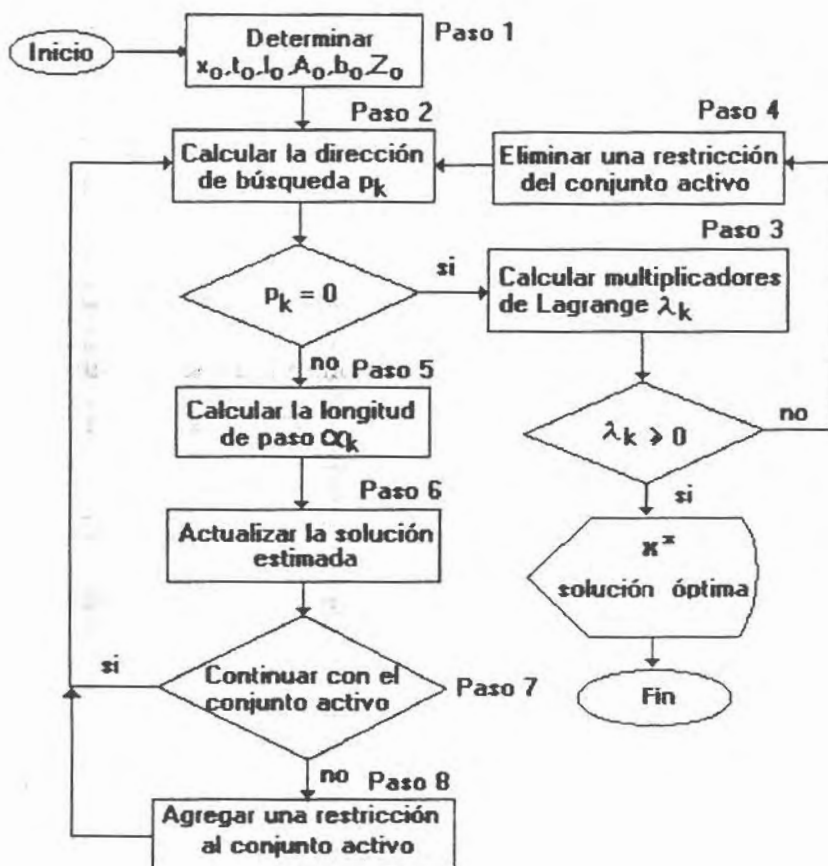 Inicio
Determinar
x₀,t₀,I₀,A₀,b₀,Z₀
Paso 1
Paso 2
Calcular la dirección
de búsqueda pₖ
Paso 4
Eliminar una restricción
del conjunto activo
pₖ = 0
si
Paso 3
Calcular multiplicadores
de Lagrange λₖ
no
Paso 5
Calcular la longitud
de paso αₖ
λₖ ≥ 0
no
si
Paso 6
Actualizar la solución
estimada
x*
solución óptima
Fin
si
Continuar con el
conjunto activo
Paso 7
no
Paso 8
Agregar una restricción
al conjunto activo